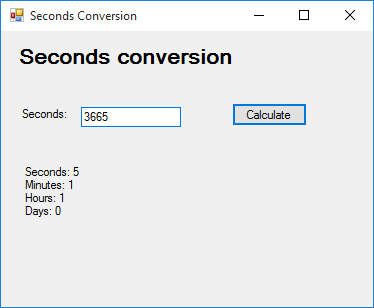 Seconds Conversion
Seconds conversion
Seconds: 3665 Calculate
Seconds: 5
Minutes: 1
Hours: 1
Days: 0